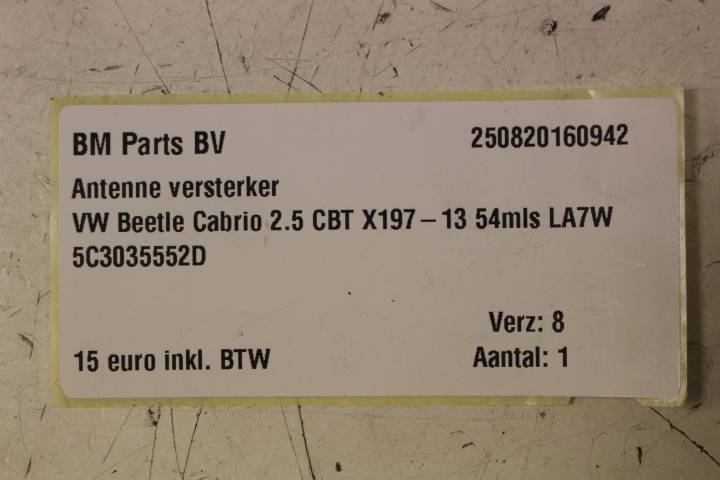 BM Parts BV 250820160942
Antenne versterker
VW Beetle Cabrio 2.5 CBT X197-13 54mls LA7W
5C3035552D
Verz: 8
15 euro inkl. BTW Aantal: 1